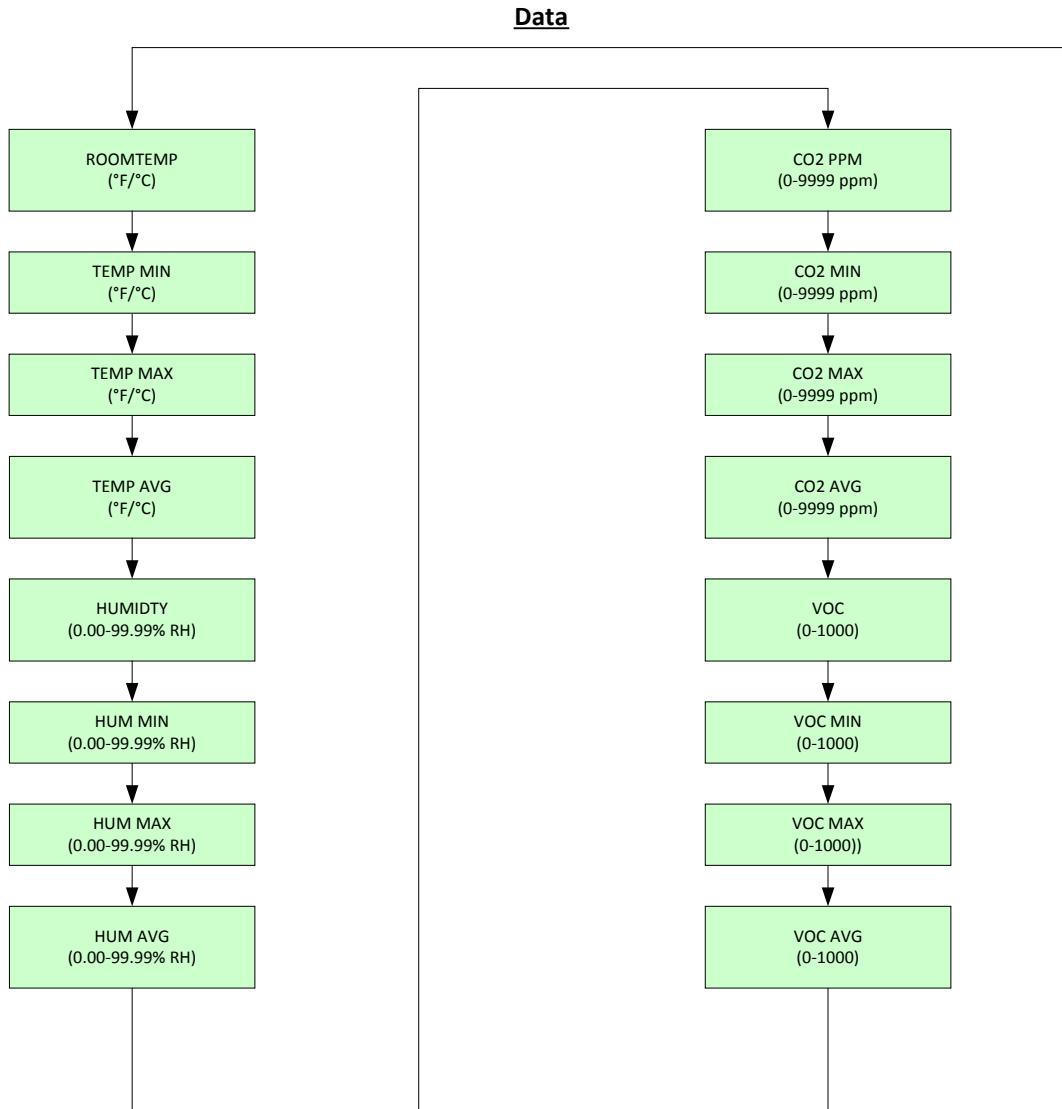 Data
ROOMTEMP
(°F/°C)
TEMP MIN
(°F/°C)
TEMP MAX
(°F/°C)
TEMP AVG
(°F/°C)
HUMIDTY
(0.00-99.99% RH)
HUM MIN
(0.00-99.99% RH)
HUM MAX
(0.00-99.99% RH)
HUM AVG
(0.00-99.99% RH)
CO2 PPM
(0-9999 ppm)
CO2 MIN
(0-9999 ppm)
CO2 MAX
(0-9999 ppm)
CO2 AVG
(0-9999 ppm)
VOC
(0-1000)
VOC MIN
(0-1000)
VOC MAX
(0-1000))
VOC AVG
(0-1000)